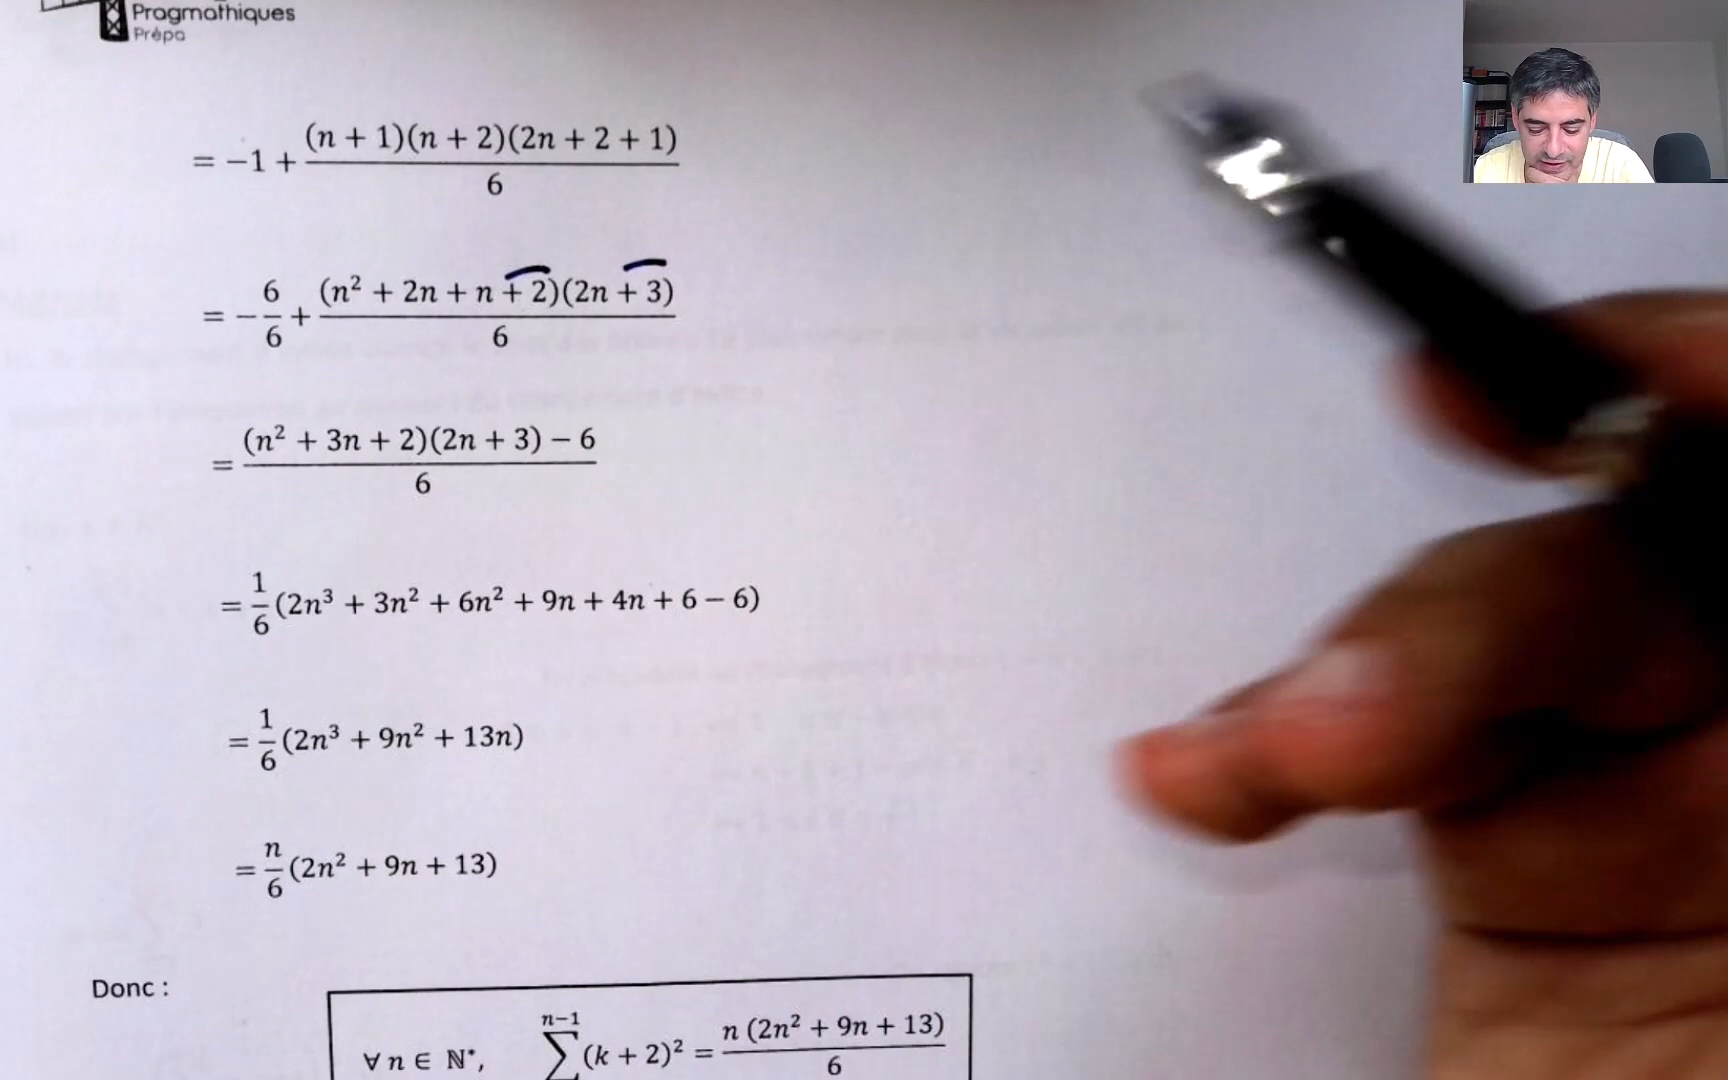 Pragmathiques
Prépa
= −1 + (n + 1)(n + 2)(2n + 2 + 1) / 6
= − 6/6 + (n² + 2n + n + 2)(2n + 3) / 6
= (n² + 3n + 2)(2n + 3) − 6 / 6
= 1/6 (2n³ + 3n² + 6n² + 9n + 4n + 6 − 6)
= 1/6 (2n³ + 9n² + 13n)
= n/6 (2n² + 9n + 13)
Donc :
∀ n ∈ ℕ*, n−1 ∑ (k + 2)² = n (2n² + 9n + 13) / 6